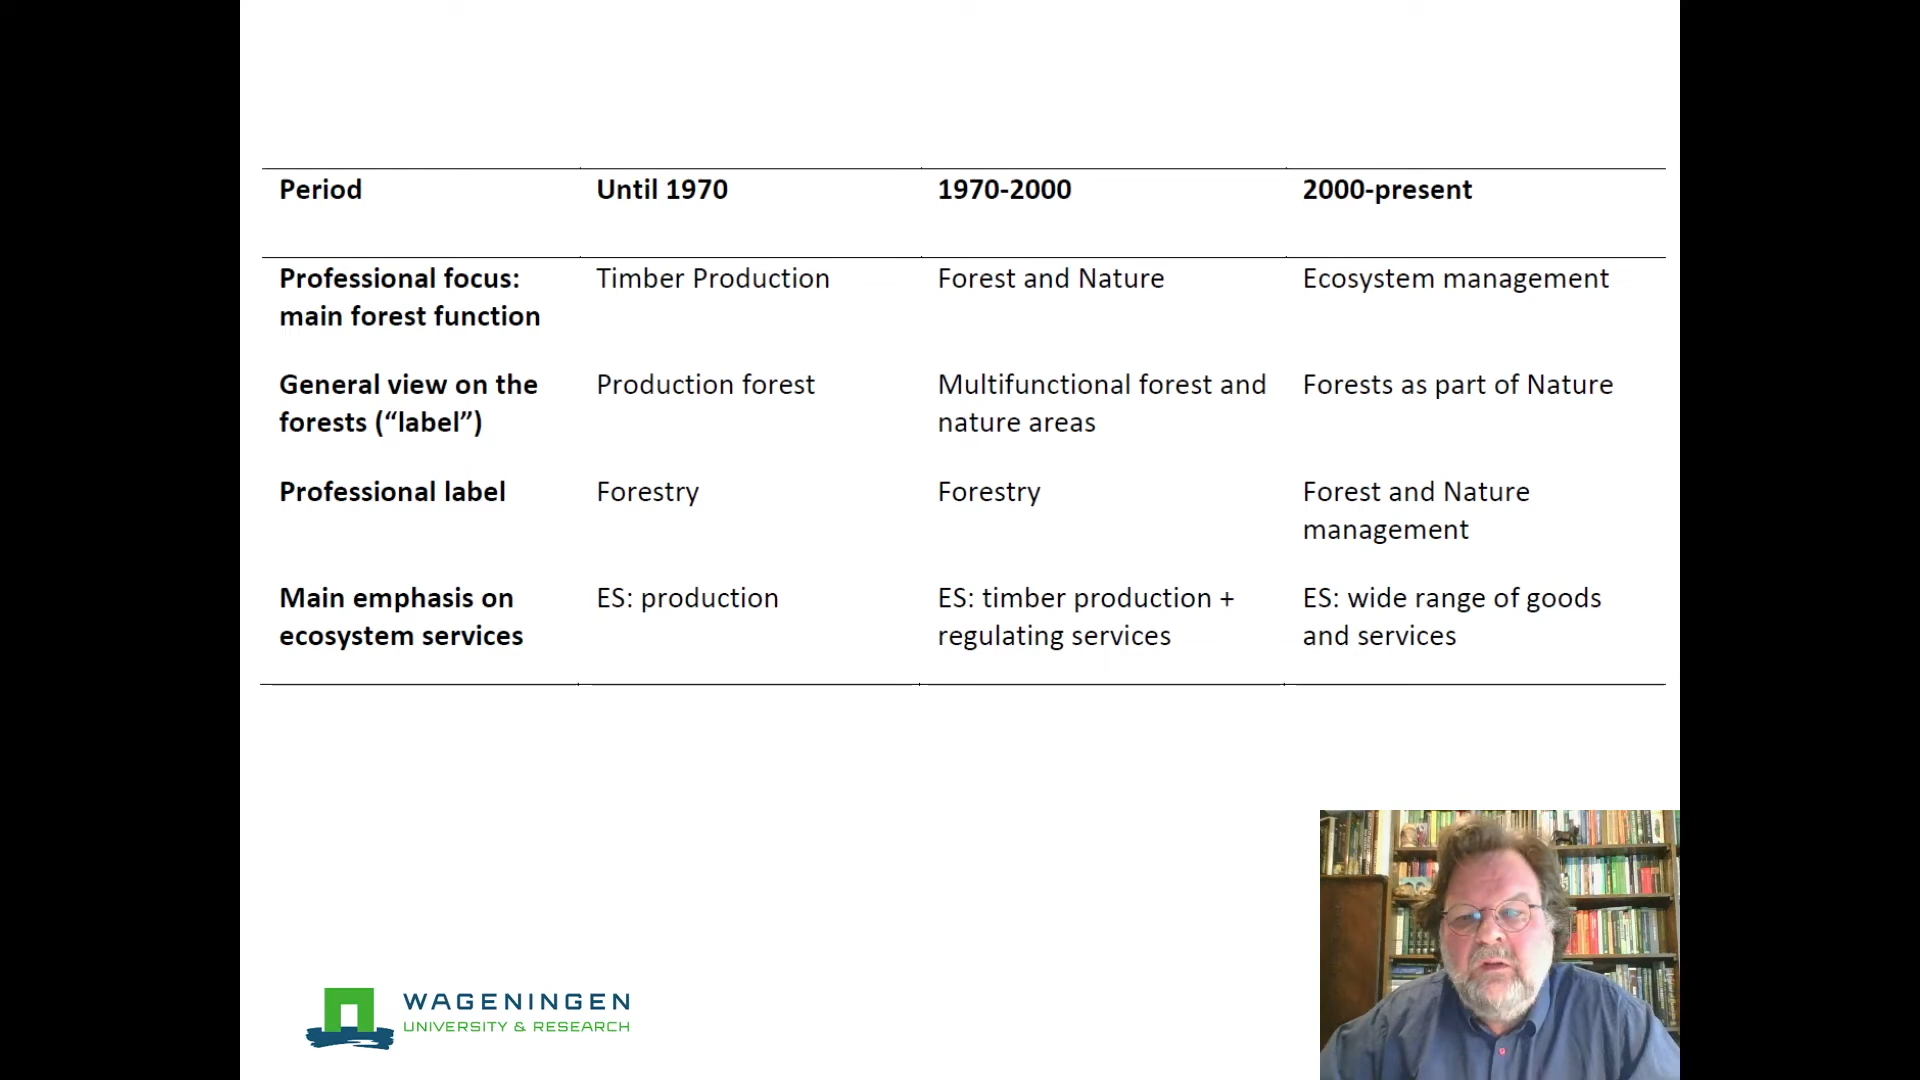 Period Until 1970 1970-2000 2000-present
Professional focus: Timber Production Forest and Nature Ecosystem management
main forest function
General view on the Production forest Multifunctional forest and Forests as part of Nature
forests (“label”) nature areas
Professional label Forestry Forestry Forest and Nature
management
Main emphasis on ES: production ES: timber production + ES: wide range of goods
ecosystem services regulating services and services
WAGENINGEN
UNIVERSITY & RESEARCH